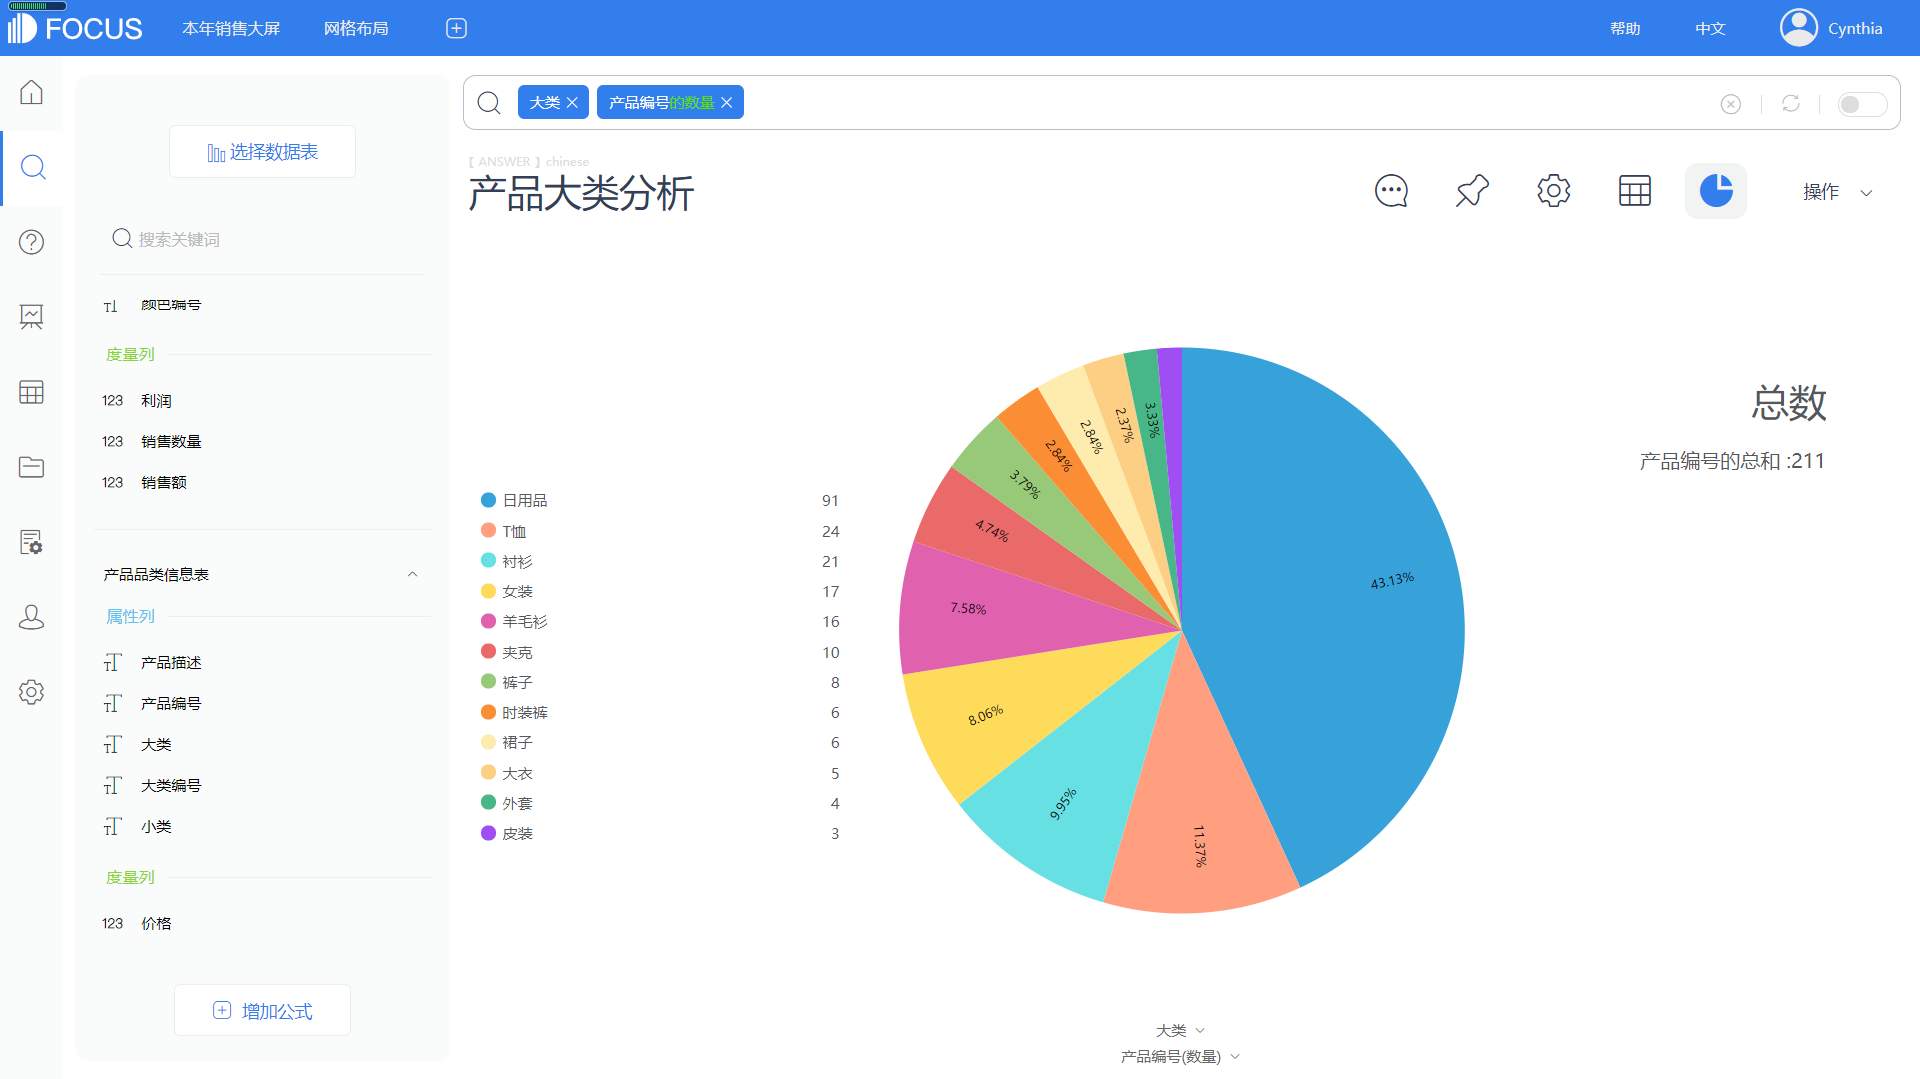 FOCUS
本年销售大屏
网格布局
帮助
中文
Cynthia
选择数据表
搜索关键词
颜色编号
度量列
123 利润
123 销售数量
123 销售额
产品品类信息表
属性列
产品描述
产品编号
大类
大类编号
小类
度量列
123 价格
增加公式
大类
产品编号的数量
【 ANSWER 】 chinese
产品大类分析
操作
日用品 91
T恤 24
衬衫 21
女装 17
羊毛衫 16
夹克 10
裤子 8
时装裤 6
裙子 6
大衣 5
外套 4
皮装 3
43.13%
11.37%
9.95%
8.06%
7.58%
4.74%
3.79%
2.84%
2.84%
2.37%
3.33%
总数
产品编号的总和 :211
大类
产品编号(数量)